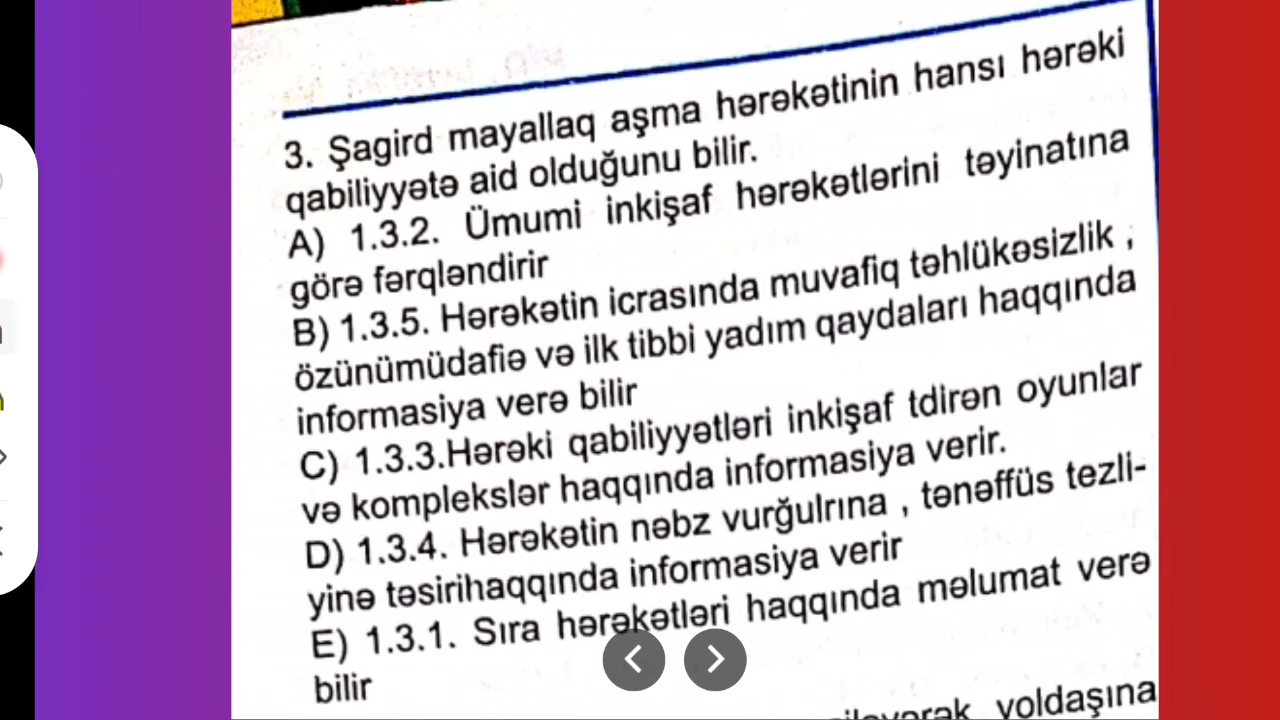 3. Şagird mayallaq aşma hərəkətinin hansı hərəki
qabiliyyətə aid olduğunu bilir.
A) 1.3.2. Ümumi inkişaf hərəkətlərini təyinatına
görə fərqləndirir
B) 1.3.5. Hərəkətin icrasında muvafiq təhlükəsizlik ,
özünümüdafiə və ilk tibbi yadım qaydaları haqqında
informasiya verə bilir
C) 1.3.3.Hərəki qabiliyyətləri inkişaf tdirən oyunlar
və komplekslər haqqında informasiya verir.
D) 1.3.4. Hərəkətin nəbz vurğulrına , tənəffüs tezli-
yinə təsirihaqqında informasiya verir
E) 1.3.1. Sıra hərəkətləri haqqında məlumat verə
bilir
yoldaşına